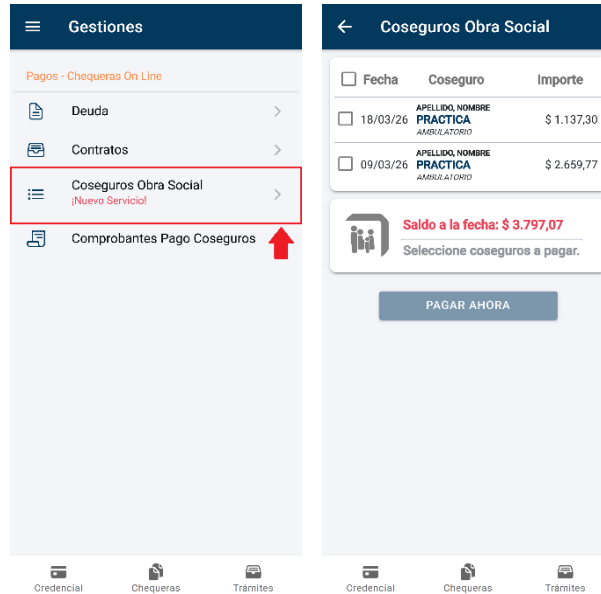 Gestiones
Pagos - Chequeras On Line
Deuda
Contratos
Coseguros Obra Social
¡Nuevo Servicio!
Comprobantes Pago Coseguros
Credencial
Chequeras
Trámites
Coseguros Obra Social
Fecha Coseguro Importe
APELLIDO, NOMBRE
18/03/26 PRACTICA $ 1.137,30
AMBULATORIO
APELLIDO, NOMBRE
09/03/26 PRACTICA $ 2.659,77
AMBULATORIO
Saldo a la fecha: $ 3.797,07
Seleccione coseguros a pagar.
PAGAR AHORA
Credencial
Chequeras
Trámites